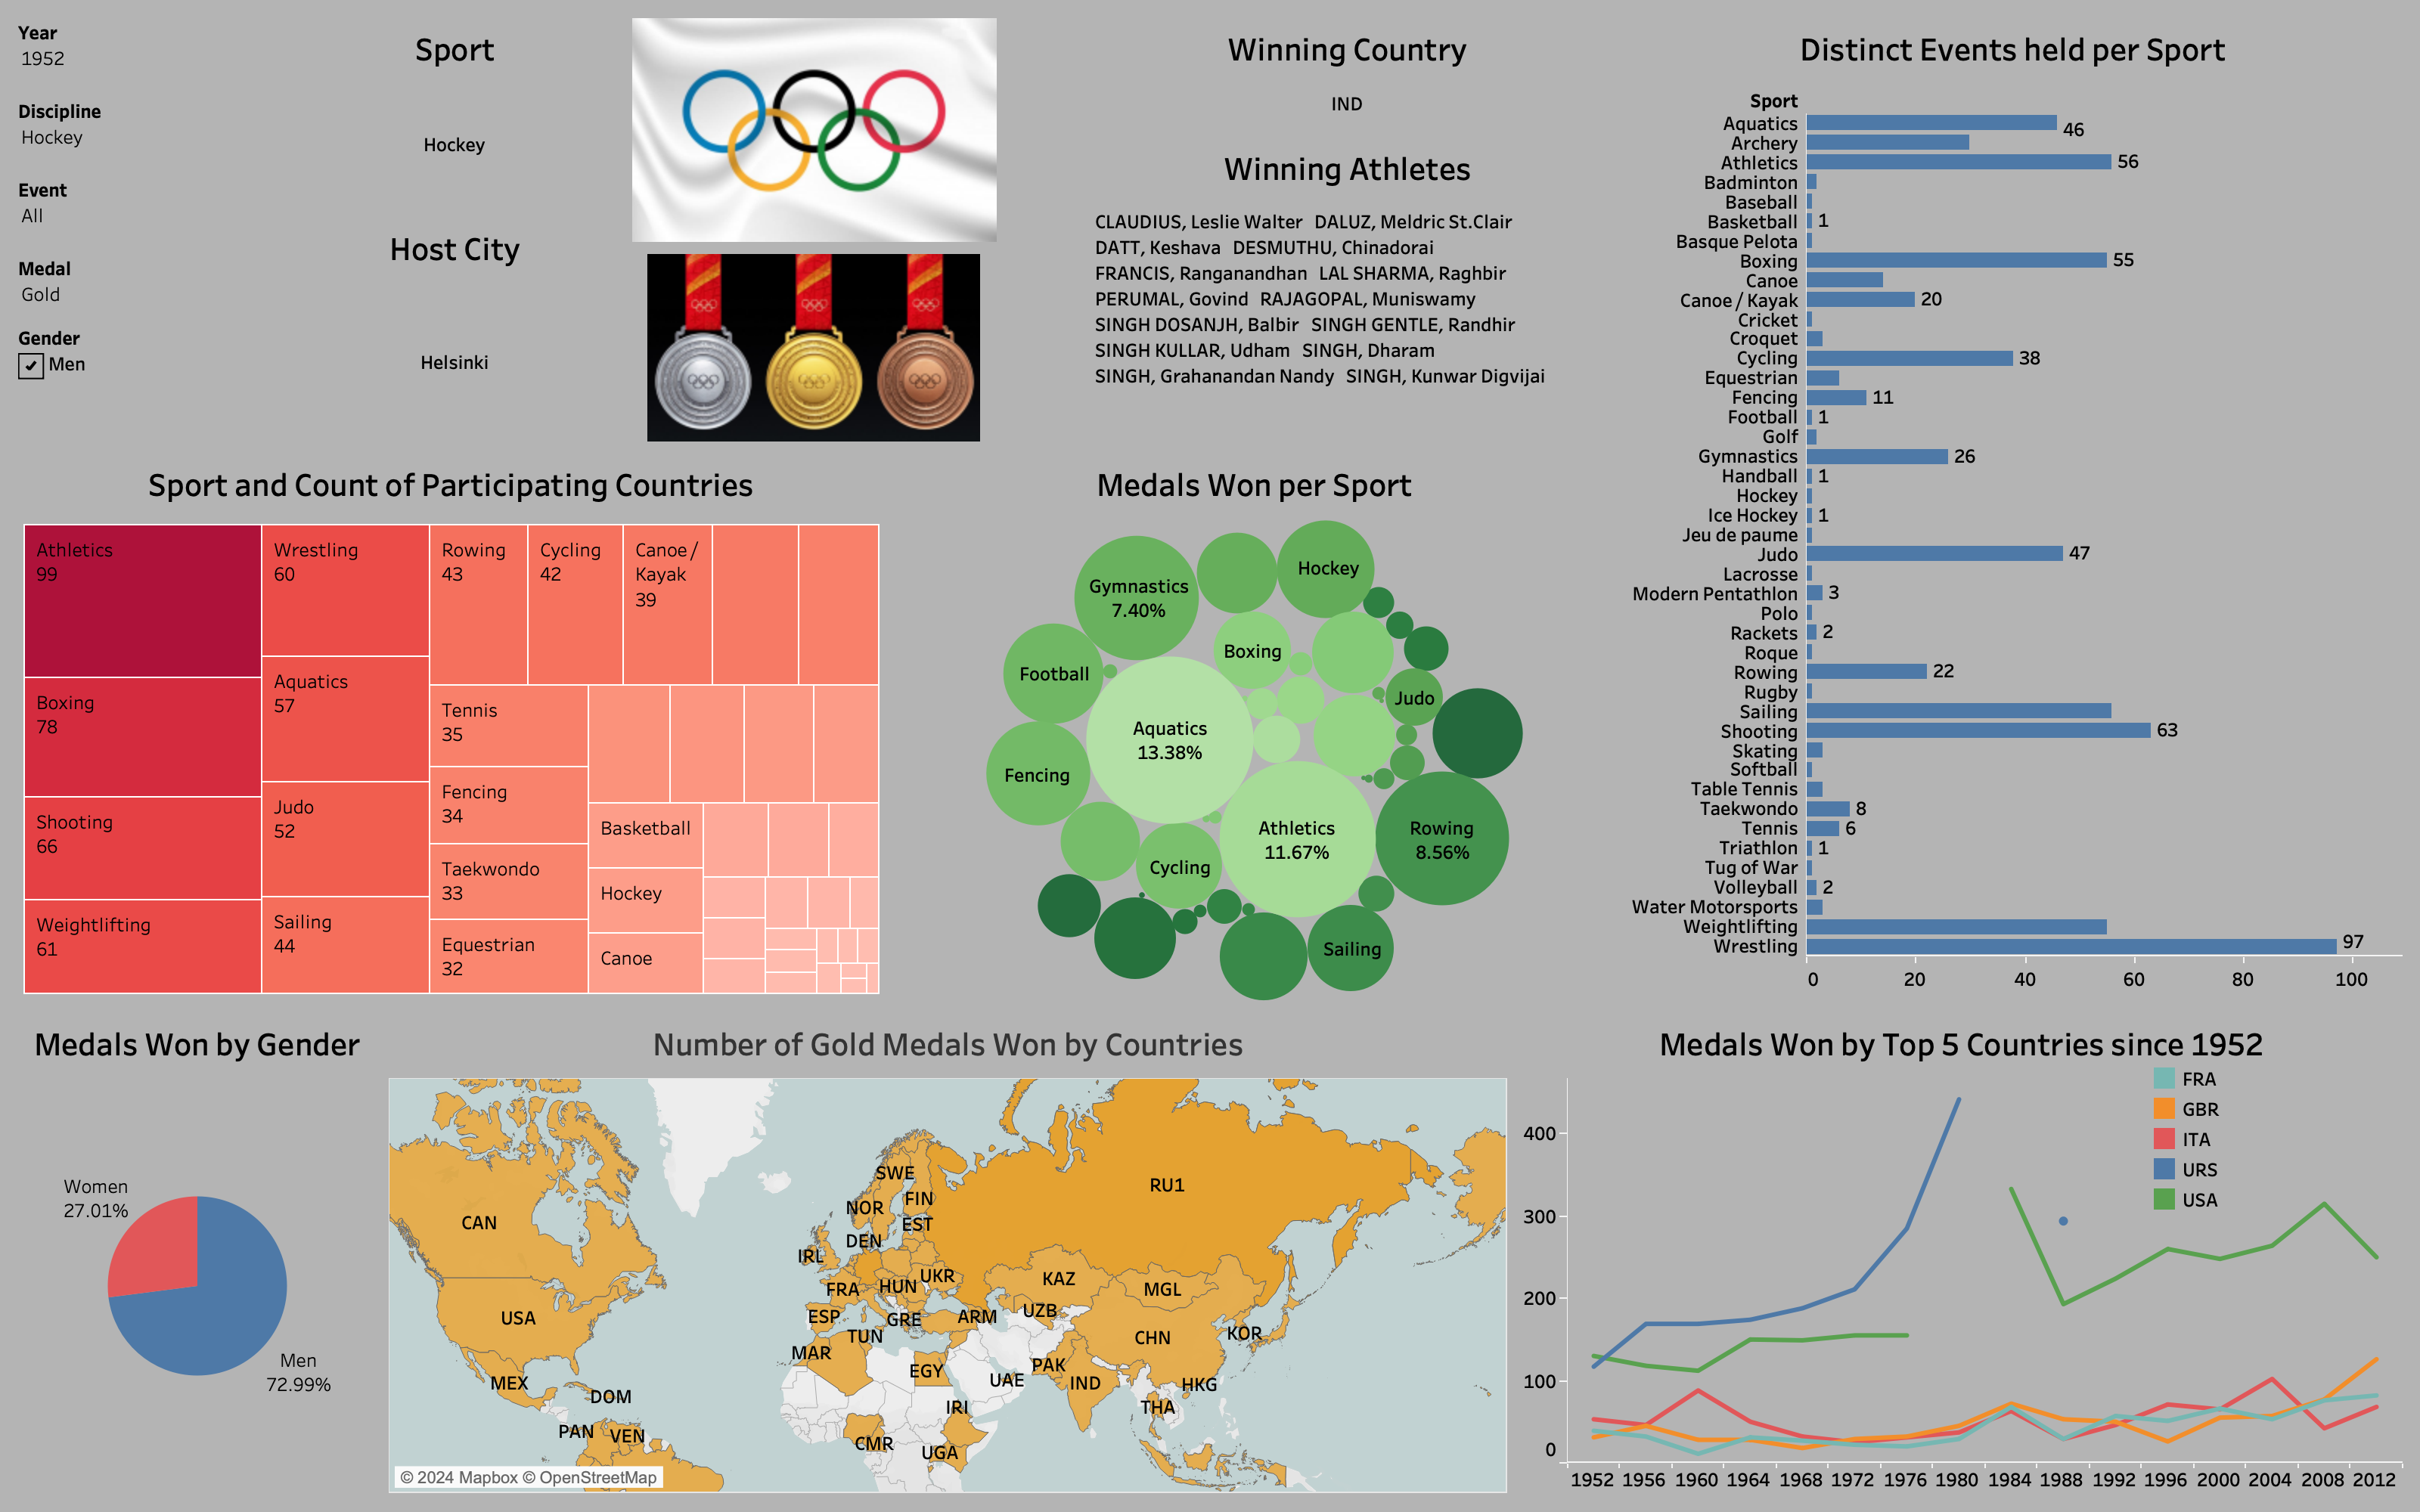 Year
1952
Discipline
Hockey
Event
All
Medal
Gold
Gender
Men
Sport
Hockey
Host City
Helsinki
Winning Country
IND
Winning Athletes
CLAUDIUS, Leslie Walter DALUZ, Meldric St.Clair
DATT, Keshava DESMUTHU, Chinadorai
FRANCIS, Ranganandhan LAL SHARMA, Raghbir
PERUMAL, Govind RAJAGOPAL, Muniswamy
SINGH DOSANJH, Balbir SINGH GENTLE, Randhir
SINGH KULLAR, Udham SINGH, Dharam
SINGH, Grahanandan Nandy SINGH, Kunwar Digvijai
Distinct Events held per Sport
Sport
Aquatics 46
Archery
Athletics 56
Badminton
Baseball
Basketball 1
Basque Pelota
Boxing 55
Canoe
Canoe / Kayak 20
Cricket
Croquet
Cycling 38
Equestrian
Fencing 11
Football 1
Golf
Gymnastics 26
Handball 1
Hockey
Ice Hockey 1
Jeu de paume
Judo 47
Lacrosse
Modern Pentathlon 3
Polo
Rackets 2
Roque
Rowing 22
Rugby
Sailing
Shooting 63
Skating
Softball
Table Tennis
Taekwondo 8
Tennis 6
Triathlon 1
Tug of War
Volleyball 2
Water Motorsports
Weightlifting
Wrestling 97
0 20 40 60 80 100
Sport and Count of Participating Countries
Athletics
99
Boxing
78
Shooting
66
Weightlifting
61
Wrestling
60
Aquatics
57
Judo
52
Sailing
44
Rowing
43
Cycling
42
Canoe /
Kayak
39
Tennis
35
Fencing
34
Taekwondo
33
Equestrian
32
Basketball
Hockey
Canoe
Medals Won per Sport
Hockey
Gymnastics
7.40%
Boxing
Football
Judo
Aquatics
13.38%
Fencing
Athletics
11.67%
Rowing
8.56%
Cycling
Sailing
Medals Won by Gender
Women
27.01%
Men
72.99%
Number of Gold Medals Won by Countries
SWE
RU1
FIN
NOR
CAN
EST
DEN
IRL
UKR
KAZ
HUN
FRA
MGL
UZB
ESP
GRE
ARM
USA
TUN
KOR
CHN
MAR
PAK
EGY
UAE
IND
MEX
HKG
DOM
IRI
THA
PAN
VEN
CMR
UGA
© 2024 Mapbox © OpenStreetMap
Medals Won by Top 5 Countries since 1952
FRA
GBR
ITA
URS
USA
400
300
200
100
0
1952 1956 1960 1964 1968 1972 1976 1980 1984 1988 1992 1996 2000 2004 2008 2012